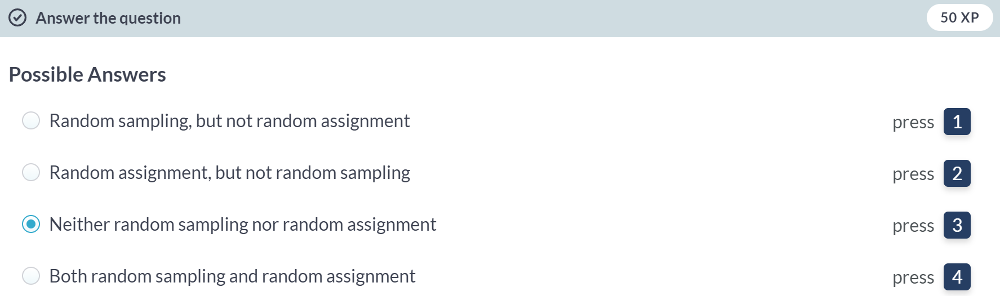 Answer the question
50 XP
Possible Answers
Random sampling, but not random assignment
press 1
Random assignment, but not random sampling
press 2
Neither random sampling nor random assignment
press 3
Both random sampling and random assignment
press 4